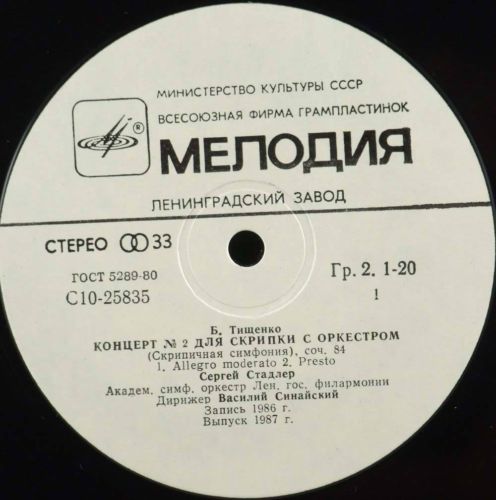 МИНИСТЕРСТВО КУЛЬТУРЫ СССР
ВСЕСОЮЗНАЯ ФИРМА ГРАМПЛАСТИНОК
®
МЕЛОДИЯ
ЛЕНИНГРАДСКИЙ ЗАВОД
СТЕРЕО 33
ГОСТ 5289-80
Гр. 2. 1-20
С10-25835
1
Б. Тищенко
КОНЦЕРТ № 2 ДЛЯ СКРИПКИ С ОРКЕСТРОМ
(Скрипичная симфония), соч. 84
1. Allegro moderato 2. Presto
Сергей Стадлер
Академ. симф. оркестр Лен. гос. филармонии
Дирижер Василий Синайский
Запись 1986 г.
Выпуск 1987 г.